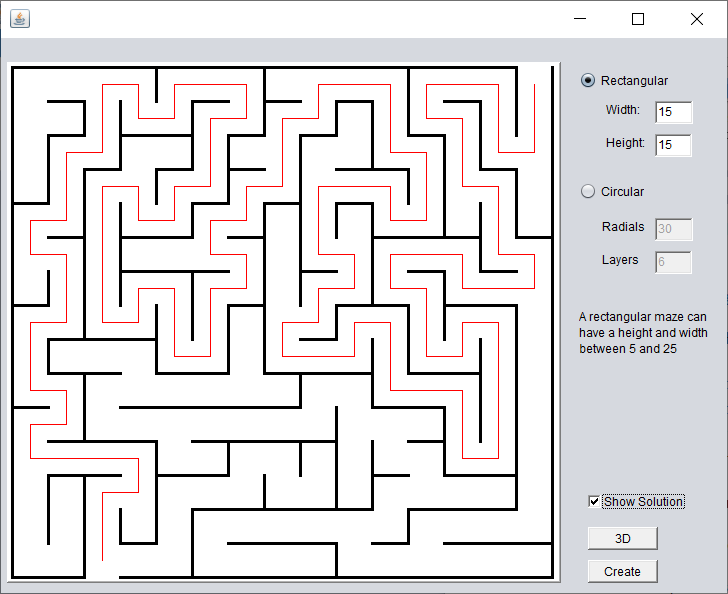 Rectangular
Width: 15
Height: 15
Circular
Radials 30
Layers 6
A rectangular maze can
have a height and width
between 5 and 25
Show Solution
3D
Create